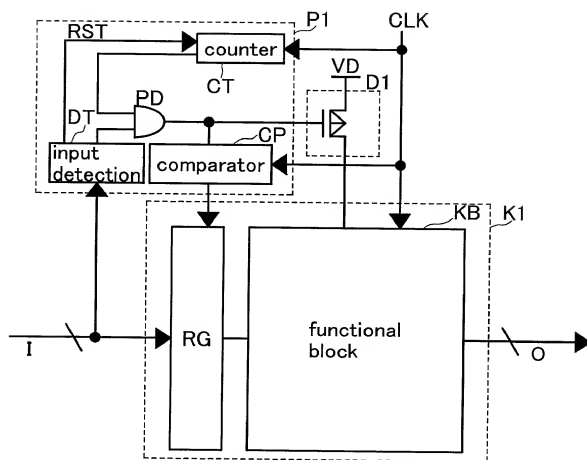 P1
CLK
RST
counter
CT
VD
D1
PD
DT
CP
input
detection
comparator
KB
K1
RG
functional
block
I
O